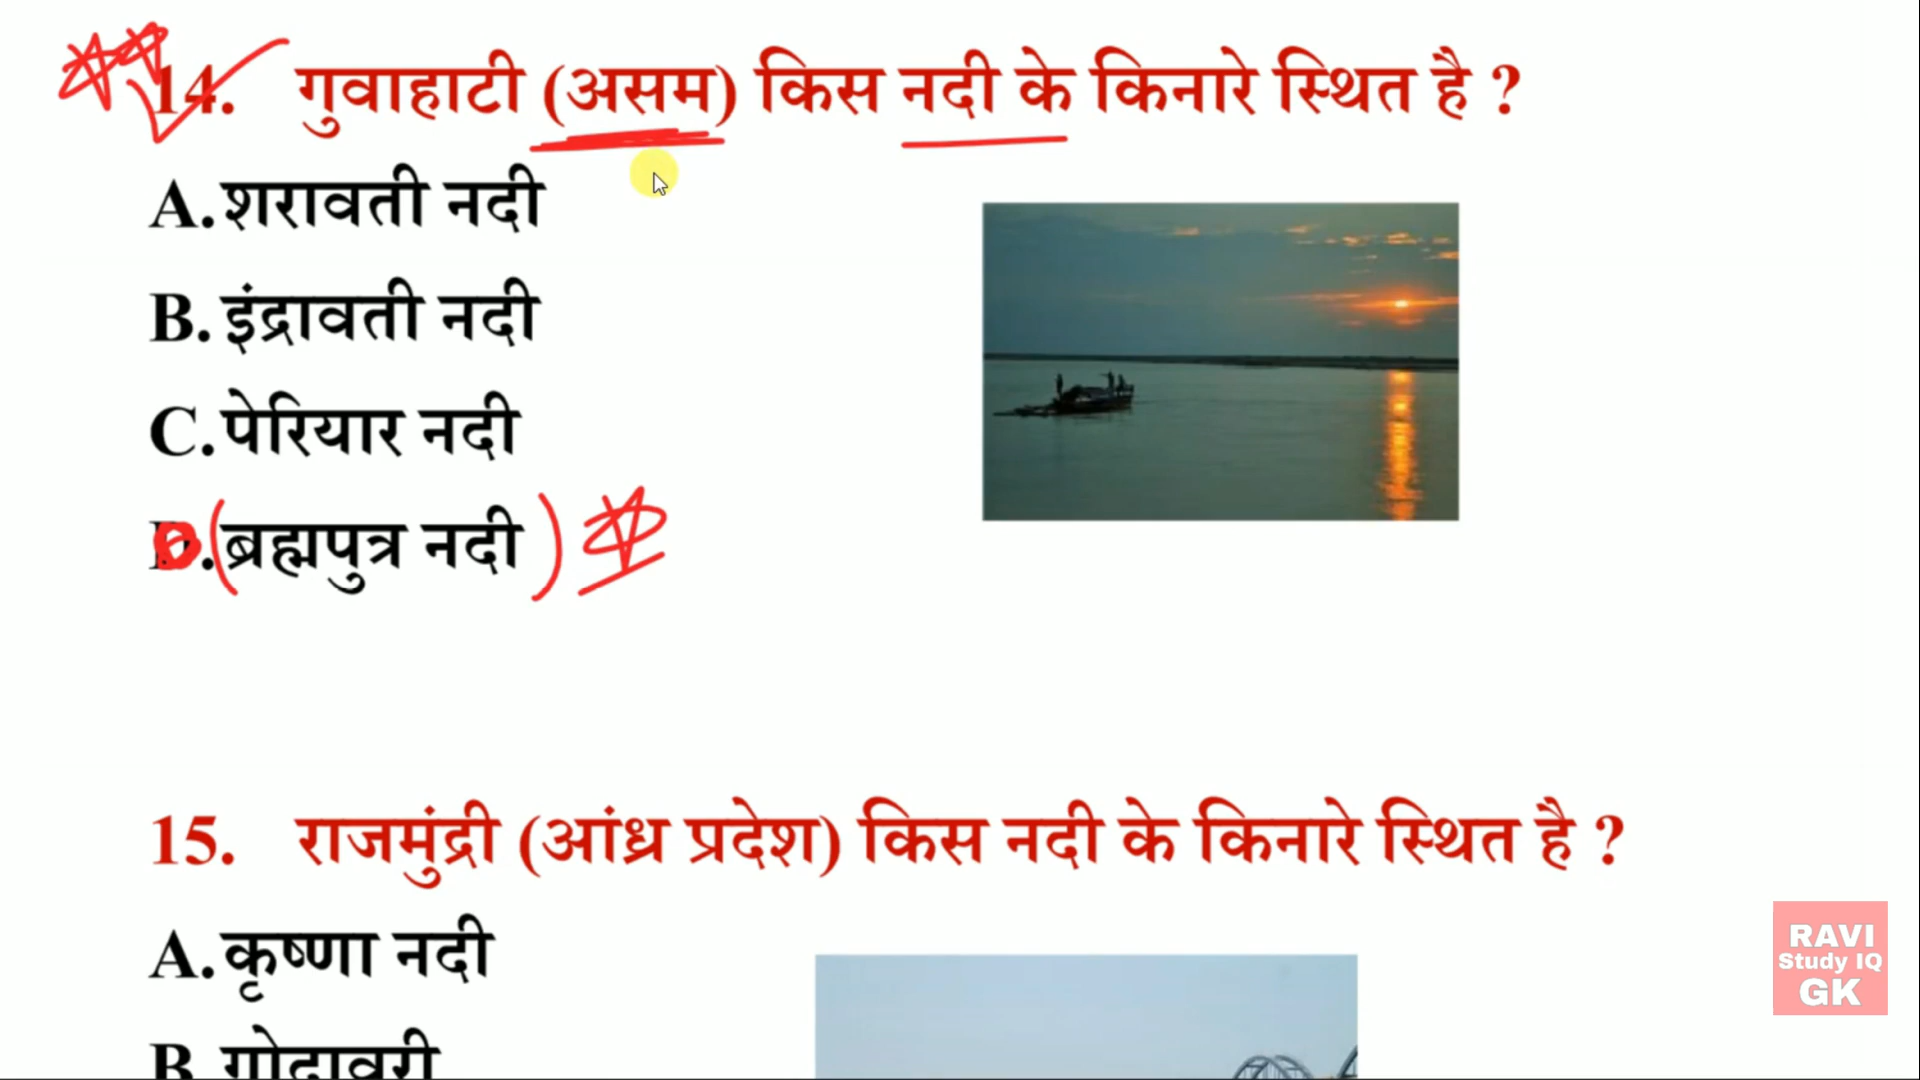 14. गुवाहाटी (असम) किस नदी के किनारे स्थित है ?
A. शरावती नदी
B. इंद्रावती नदी
C. पेरियार नदी
D. (ब्रह्मपुत्र नदी)
15. राजमुंद्री (आंध्र प्रदेश) किस नदी के किनारे स्थित है ?
A. कृष्णा नदी
B. गोदावरी
RAVI
Study IQ
GK